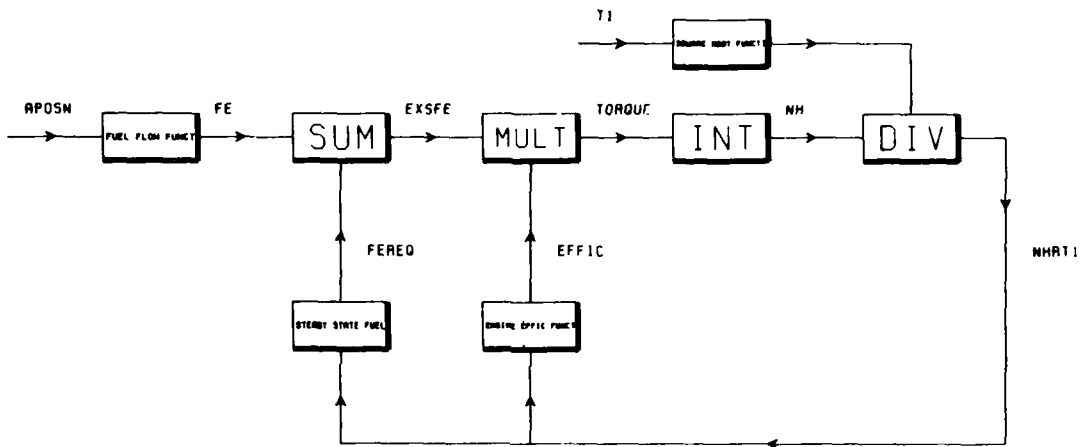 T1
SQUARE ROOT FUNCT
APOSN
FE
EXSFE
TORQUE
NH
FUEL FLOW FUNCT
SUM
MULT
INT
DIV
FEREQ
EFFIC
NHRT1
STEADY STATE FUEL
ENGINE EFFIC FUNCT